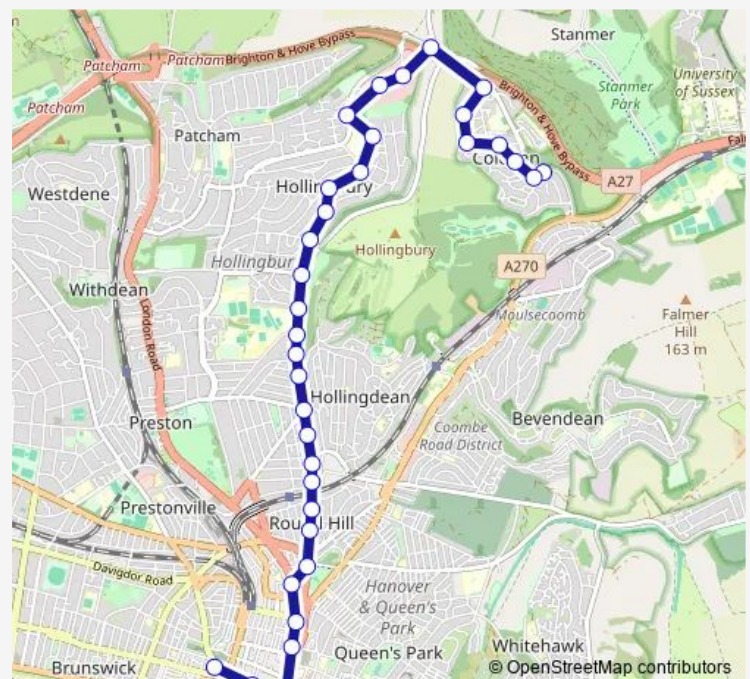 Stanmer
Brighton & Hove Bypass
Patcham
Patcham
University
of Sussex
Stanmer
Park
Patcham
Brighton & Hove Bypass
Patcham
A27
Westdene
Hollingbury
Hollingbury
Hollingbur
A270
Withdean
Moulsecoomb
Falmer
Hill
163 m
London Road
Hollingdean
Bevendean
Preston
Coombe
Road District
Prestonville
Round Hill
Davigdor Road
Hanover
& Queen's
Park
Whitehawk
Queen's Park
Brunswick
© OpenStreetMap contributors